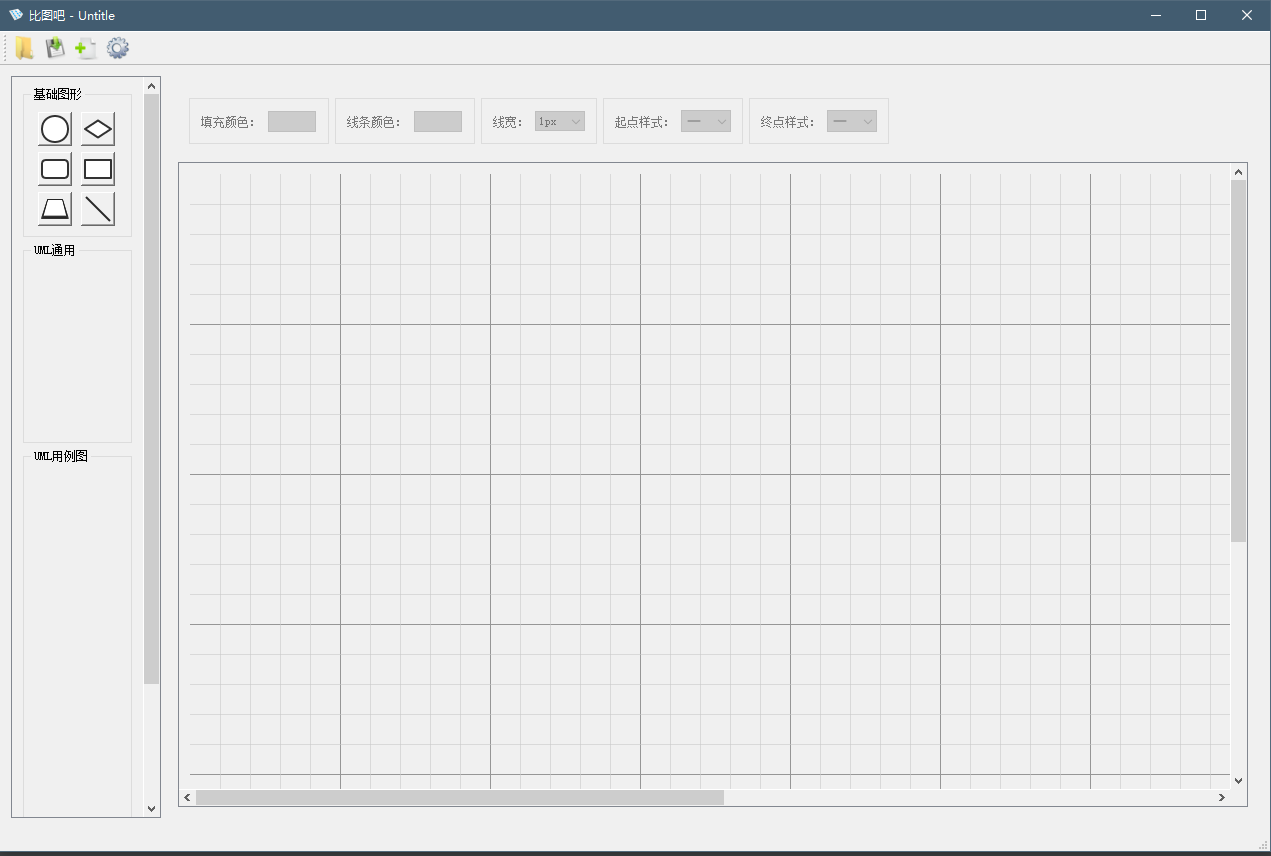 比图吧 - Untitle
填充颜色：
线条颜色：
线宽： 1px
起点样式：
终点样式：
基础图形
UML通用
UML用例图